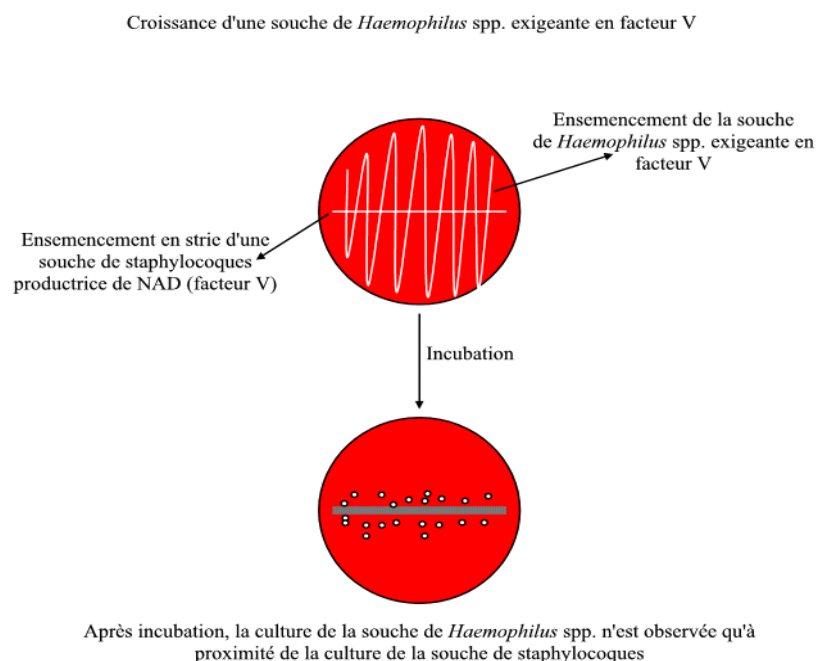 Croissance d'une souche de Haemophilus spp. exigeante en facteur V
Ensemencement de la souche
de Haemophilus spp. exigeante en
facteur V
Ensemencement en strie d'une
souche de staphylocoques
productrice de NAD (facteur V)
Incubation
Après incubation, la culture de la souche de Haemophilus spp. n'est observée qu'à
proximité de la culture de la souche de staphylocoques